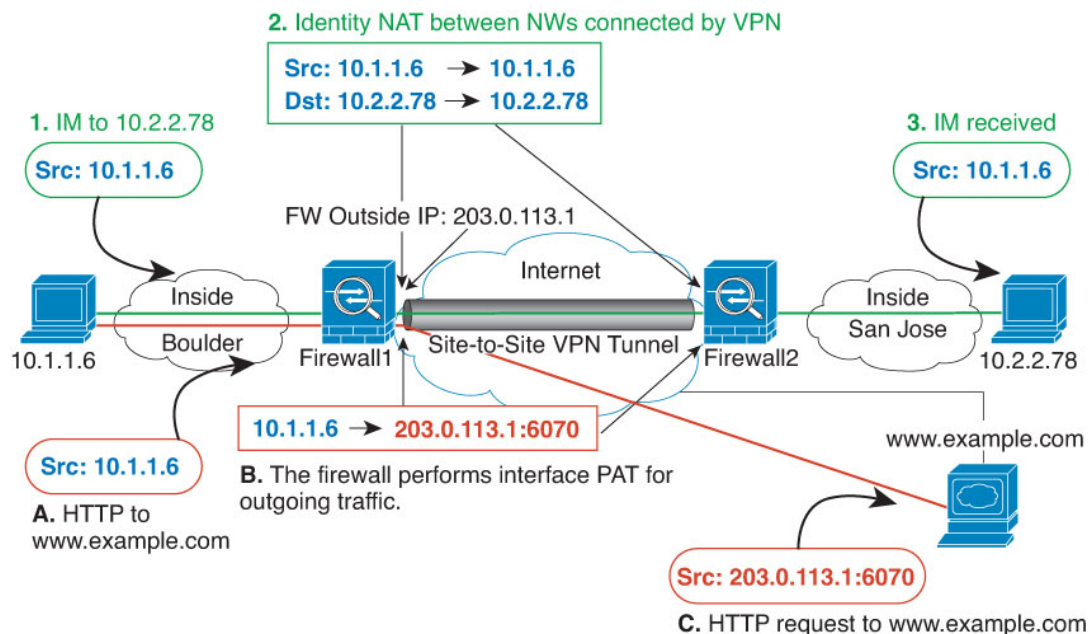 2. Identity NAT between NWs connected by VPN
Src: 10.1.1.6 → 10.1.1.6
Dst: 10.2.2.78 → 10.2.2.78
1. IM to 10.2.2.78
Src: 10.1.1.6
3. IM received
Src: 10.1.1.6
FW Outside IP: 203.0.113.1
Internet
Inside
Boulder
Inside
San Jose
10.1.1.6
Firewall1
Site-to-Site VPN Tunnel
Firewall2
10.2.2.78
10.1.1.6 → 203.0.113.1:6070
www.example.com
Src: 10.1.1.6
B. The firewall performs interface PAT for
outgoing traffic.
A. HTTP to
www.example.com
Src: 203.0.113.1:6070
C. HTTP request to www.example.com